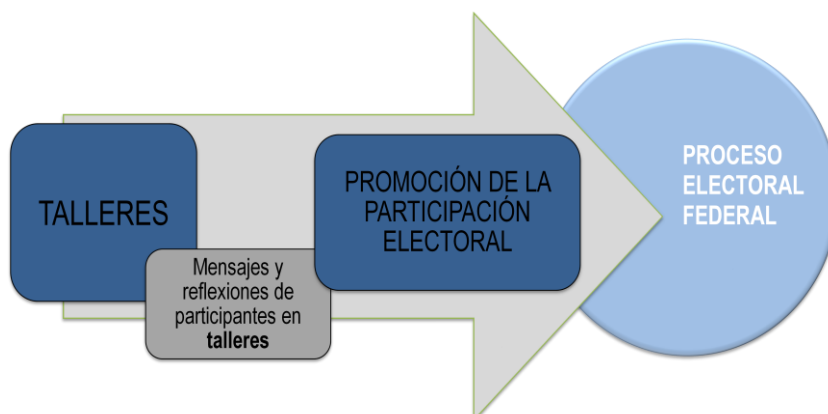 TALLERES
Mensajes y
reflexiones de
participantes en
talleres
PROMOCIÓN DE LA
PARTICIPACIÓN
ELECTORAL
PROCESO
ELECTORAL
FEDERAL